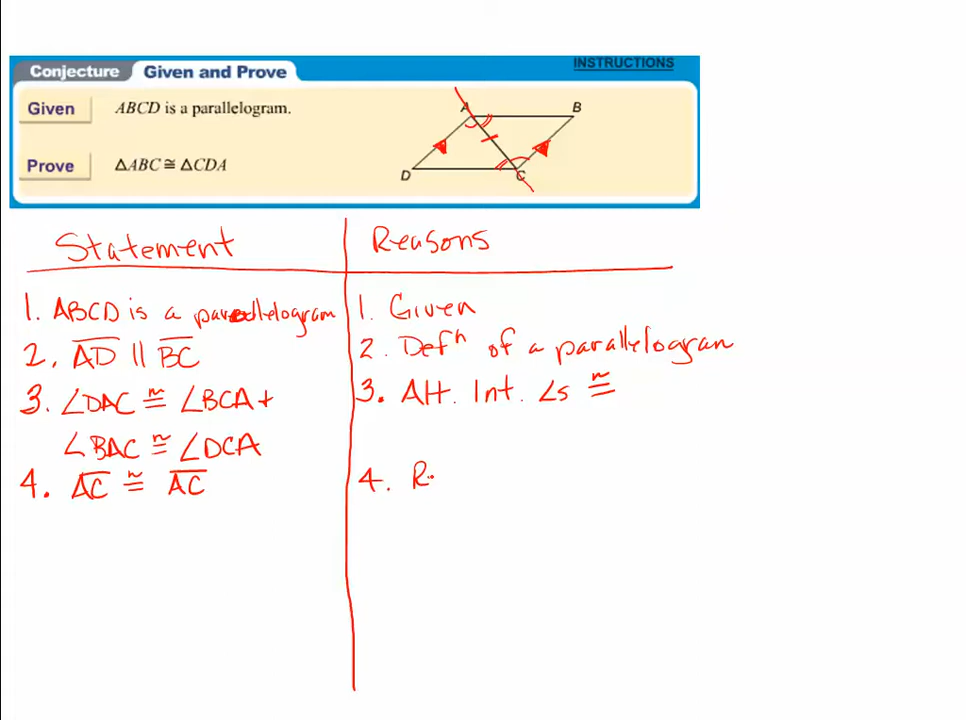 INSTRUCTIONS
Conjecture Given and Prove
Given ABCD is a parallelogram.
Prove △ABC ≅ △CDA
A B
D C
Statement Reasons
1. ABCD is a parallelogram 1. Given
2. AD || BC 2. Defⁿ of a parallelogram
3. ∠DAC ≅ ∠BCA + 3. Alt. Int. ∠s ≅
∠BAC ≅ ∠DCA
4. AC ≅ AC 4. R